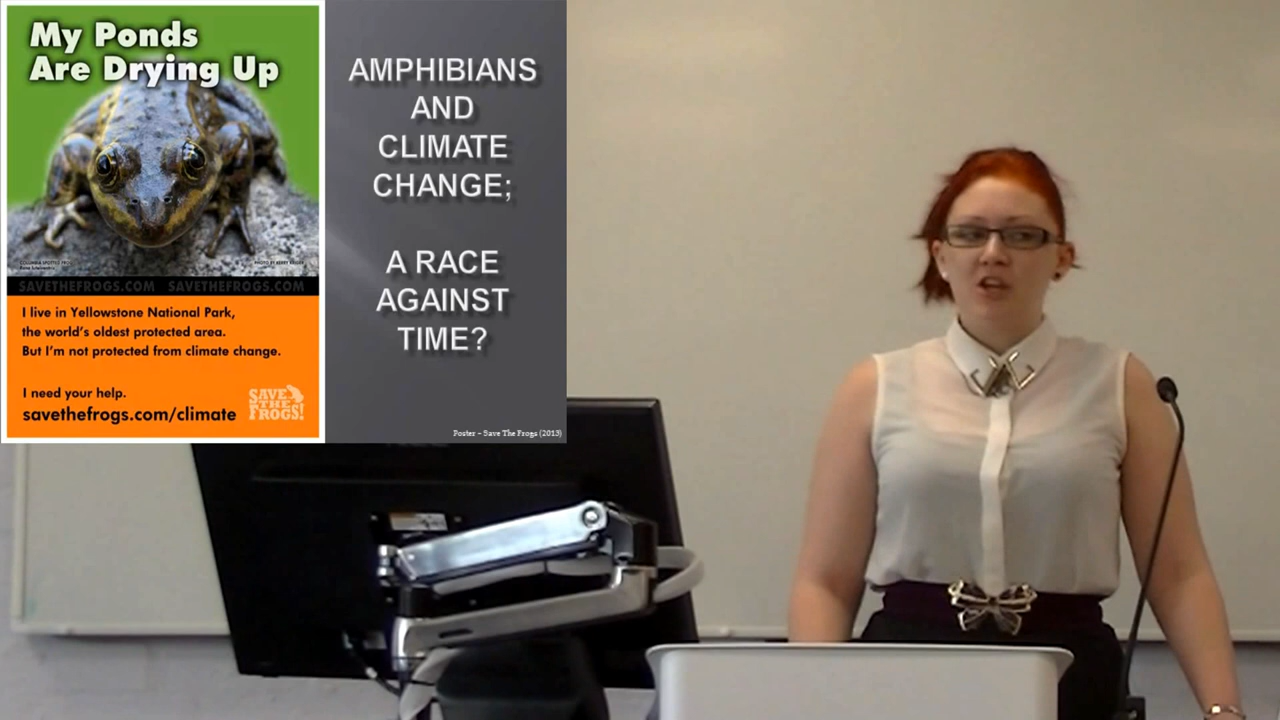 My Ponds
Are Drying Up
SAVETHEFROGS.COM SAVETHEFROGS.COM
I live in Yellowstone National Park,
the world's oldest protected area.
But I'm not protected from climate change.
I need your help.
savethefrogs.com/climate
SAVE
THE
FROGS!
AMPHIBIANS
AND
CLIMATE
CHANGE;
A RACE
AGAINST
TIME?
Poster – Save The Frogs (2013)